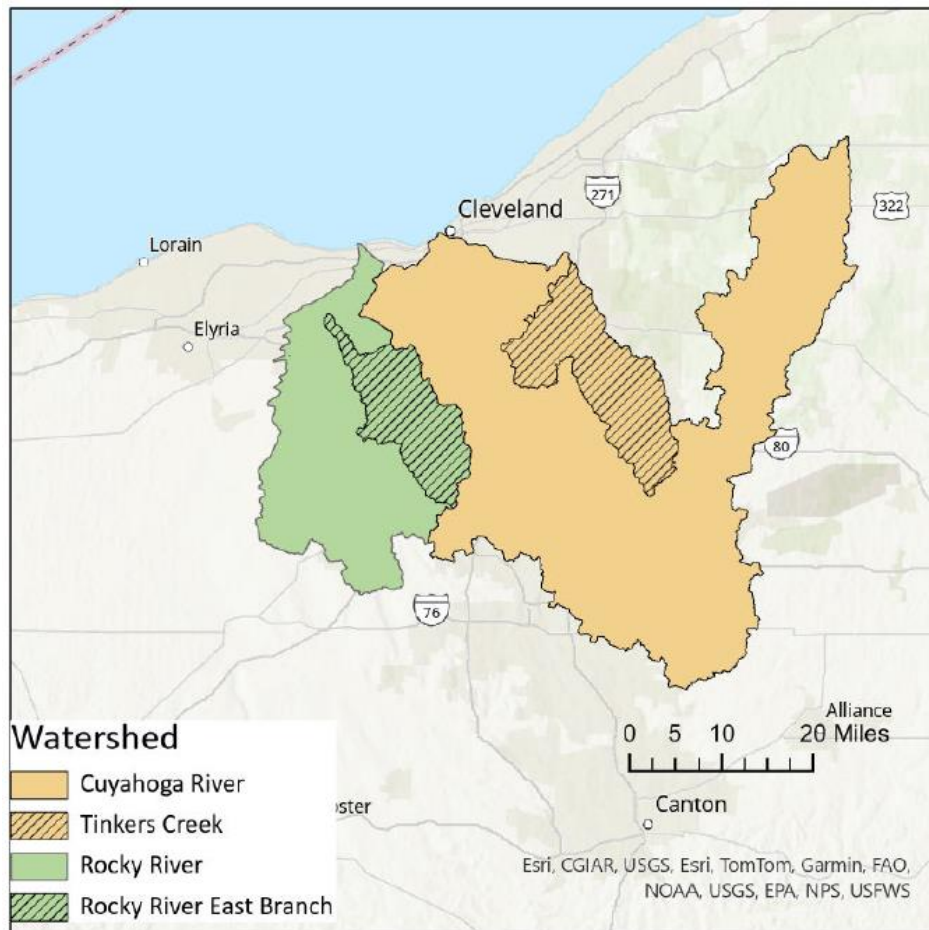 271
322
Cleveland
Lorain
Elyria
80
76
Alliance
0 5 10 20 Miles
Watershed
Cuyahoga River
Tinkers Creek
Rocky River
Rocky River East Branch
oster
Canton
Esri, CGIAR, USGS, Esri, TomTom, Garmin, FAO,
NOAA, USGS, EPA, NPS, USFWS